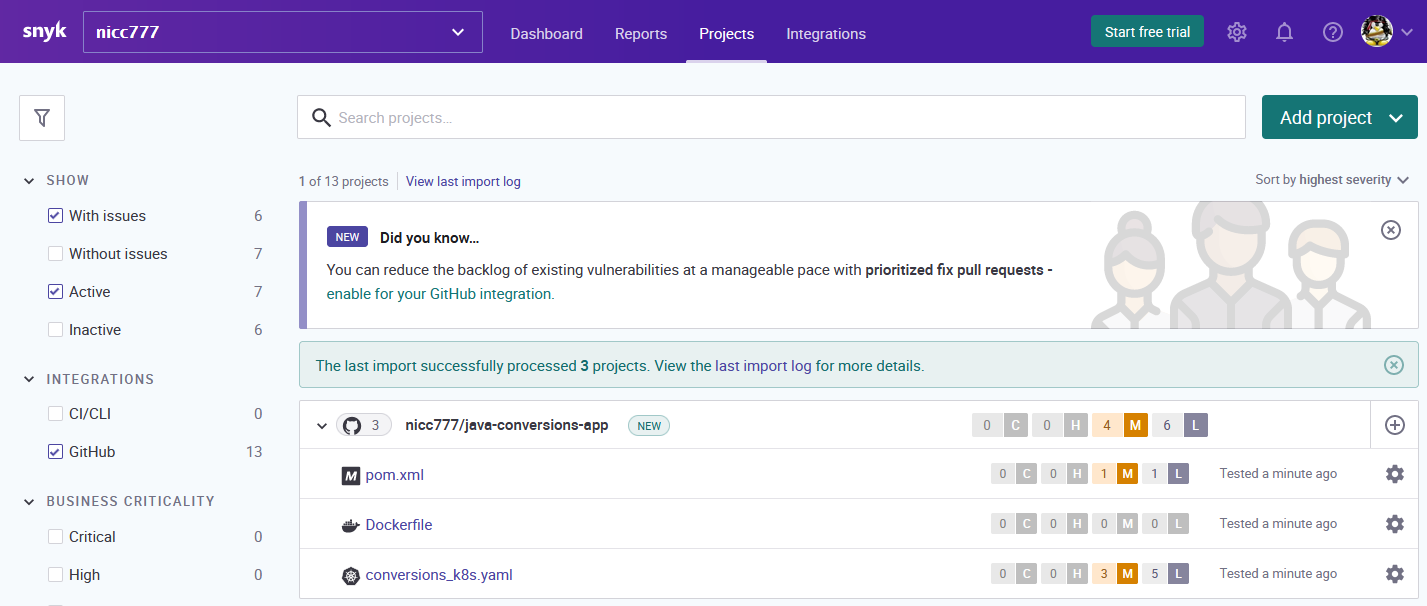 snyk nicc777 Dashboard Reports Projects Integrations Start free trial
Search projects... Add project
SHOW
With issues 6
Without issues 7
Active 7
Inactive 6
INTEGRATIONS
CI/CLI 0
GitHub 13
BUSINESS CRITICALITY
Critical 0
High 0
1 of 13 projects View last import log Sort by highest severity
NEW Did you know...
You can reduce the backlog of existing vulnerabilities at a manageable pace with prioritized fix pull requests -
enable for your GitHub integration.
The last import successfully processed 3 projects. View the last import log for more details.
3 nicc777/java-conversions-app NEW 0 C 0 H 4 M 6 L
M pom.xml 0 C 0 H 1 M 1 L Tested a minute ago
Dockerfile 0 C 0 H 0 M 0 L Tested a minute ago
conversions_k8s.yaml 0 C 0 H 3 M 5 L Tested a minute ago